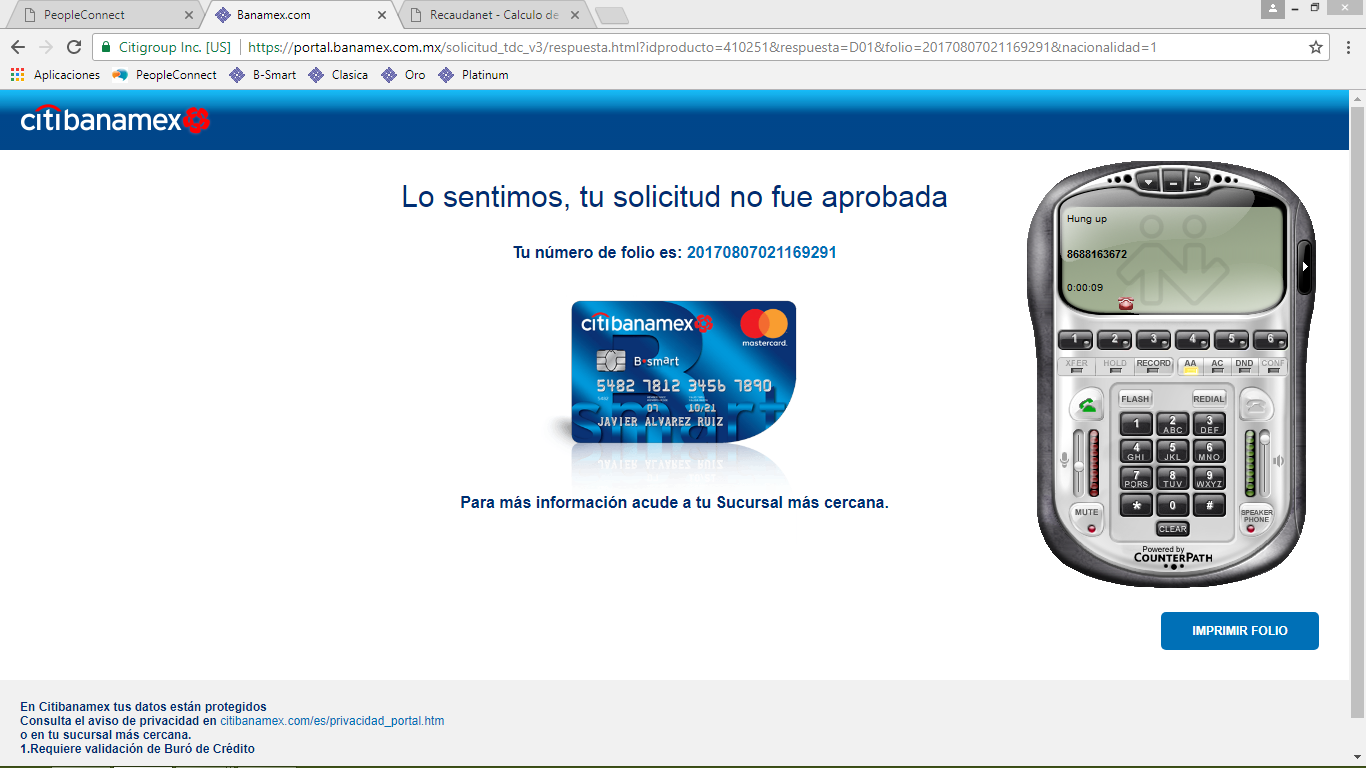 PeopleConnect
Banamex.com
Recaudanet - Calculo de
Citigroup Inc. [US]
https://portal.banamex.com.mx/solicitud_tdc_v3/respuesta.html?idproducto=410251&respuesta=D01&folio=20170807021169291&nacionalidad=1
Aplicaciones PeopleConnect B-Smart Clasica Oro Platinum
citibanamex
Lo sentimos, tu solicitud no fue aprobada
Tu número de folio es: 20170807021169291
citibanamex
mastercard.
B•smart
5482 7812 3456 7890
07 10/21
JAVIER ALVAREZ RUIZ
Para más información acude a tu Sucursal más cercana.
Hung up
8688163672
0:00:09
1 2 3 4 5 6
XFER HOLD RECORD AA AC DND CONF
FLASH REDIAL
1 2 ABC 3 DEF
4 GHI 5 JKL 6 MNO
7 PQRS 8 TUV 9 WXYZ
* 0 #
MUTE
SPEAKER PHONE
CLEAR
Powered by
COUNTERPATH
IMPRIMIR FOLIO
En Citibanamex tus datos están protegidos
Consulta el aviso de privacidad en citibanamex.com/es/privacidad_portal.htm
o en tu sucursal más cercana.
1.Requiere validación de Buró de Crédito